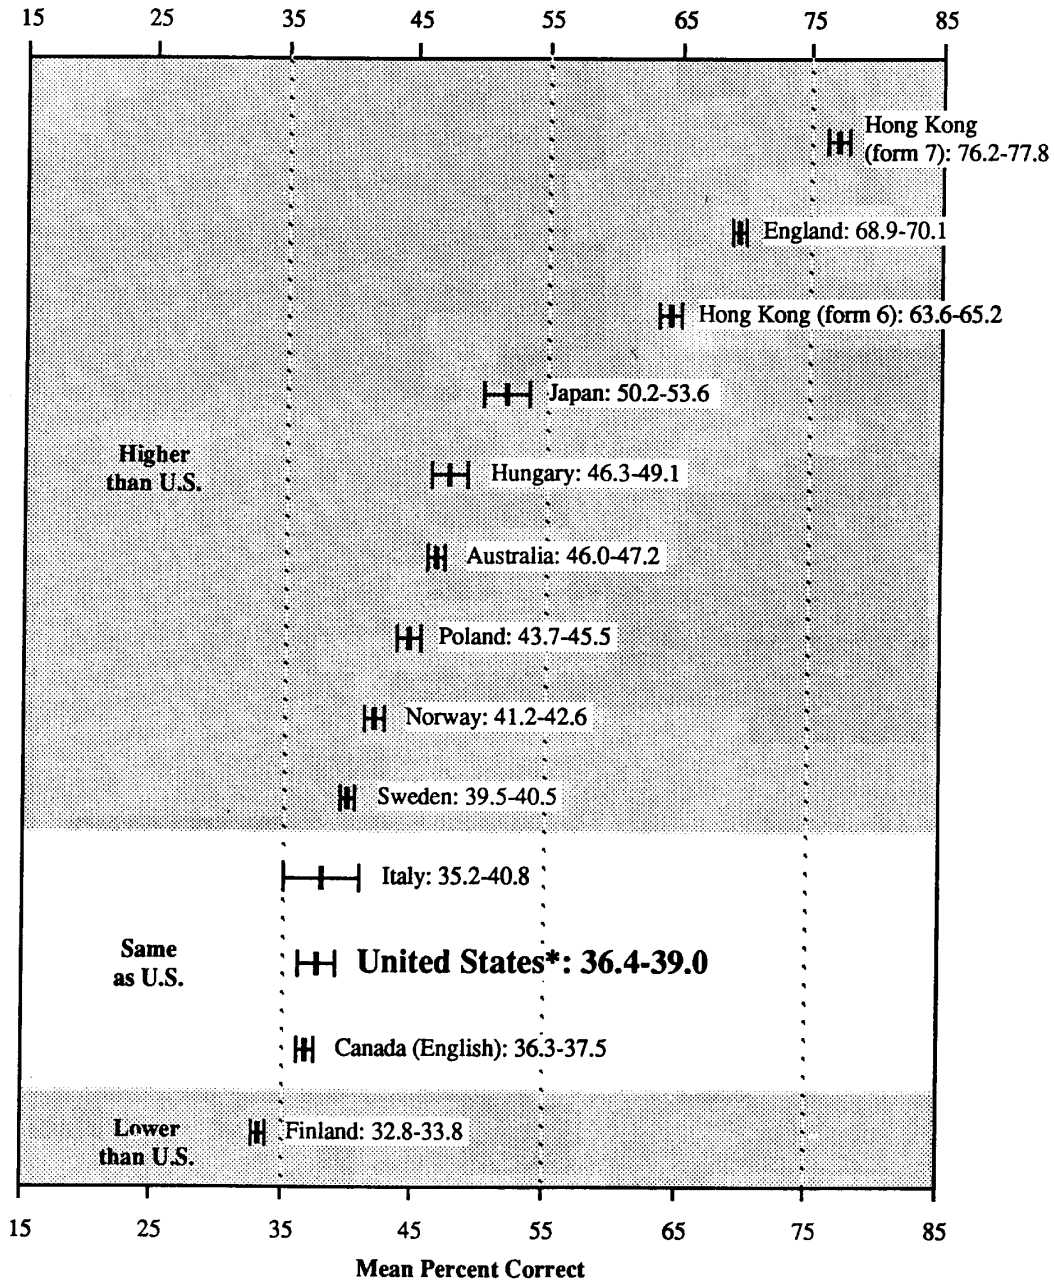 15 25 35 45 55 65 75 85
Hong Kong
(form 7): 76.2-77.8
England: 68.9-70.1
Hong Kong (form 6): 63.6-65.2
Japan: 50.2-53.6
Higher
than U.S.
Hungary: 46.3-49.1
Australia: 46.0-47.2
Poland: 43.7-45.5
Norway: 41.2-42.6
Sweden: 39.5-40.5
Italy: 35.2-40.8
Same
as U.S.
United States*: 36.4-39.0
Canada (English): 36.3-37.5
Lower
than U.S.
Finland: 32.8-33.8
15 25 35 45 55 65 75 85
Mean Percent Correct